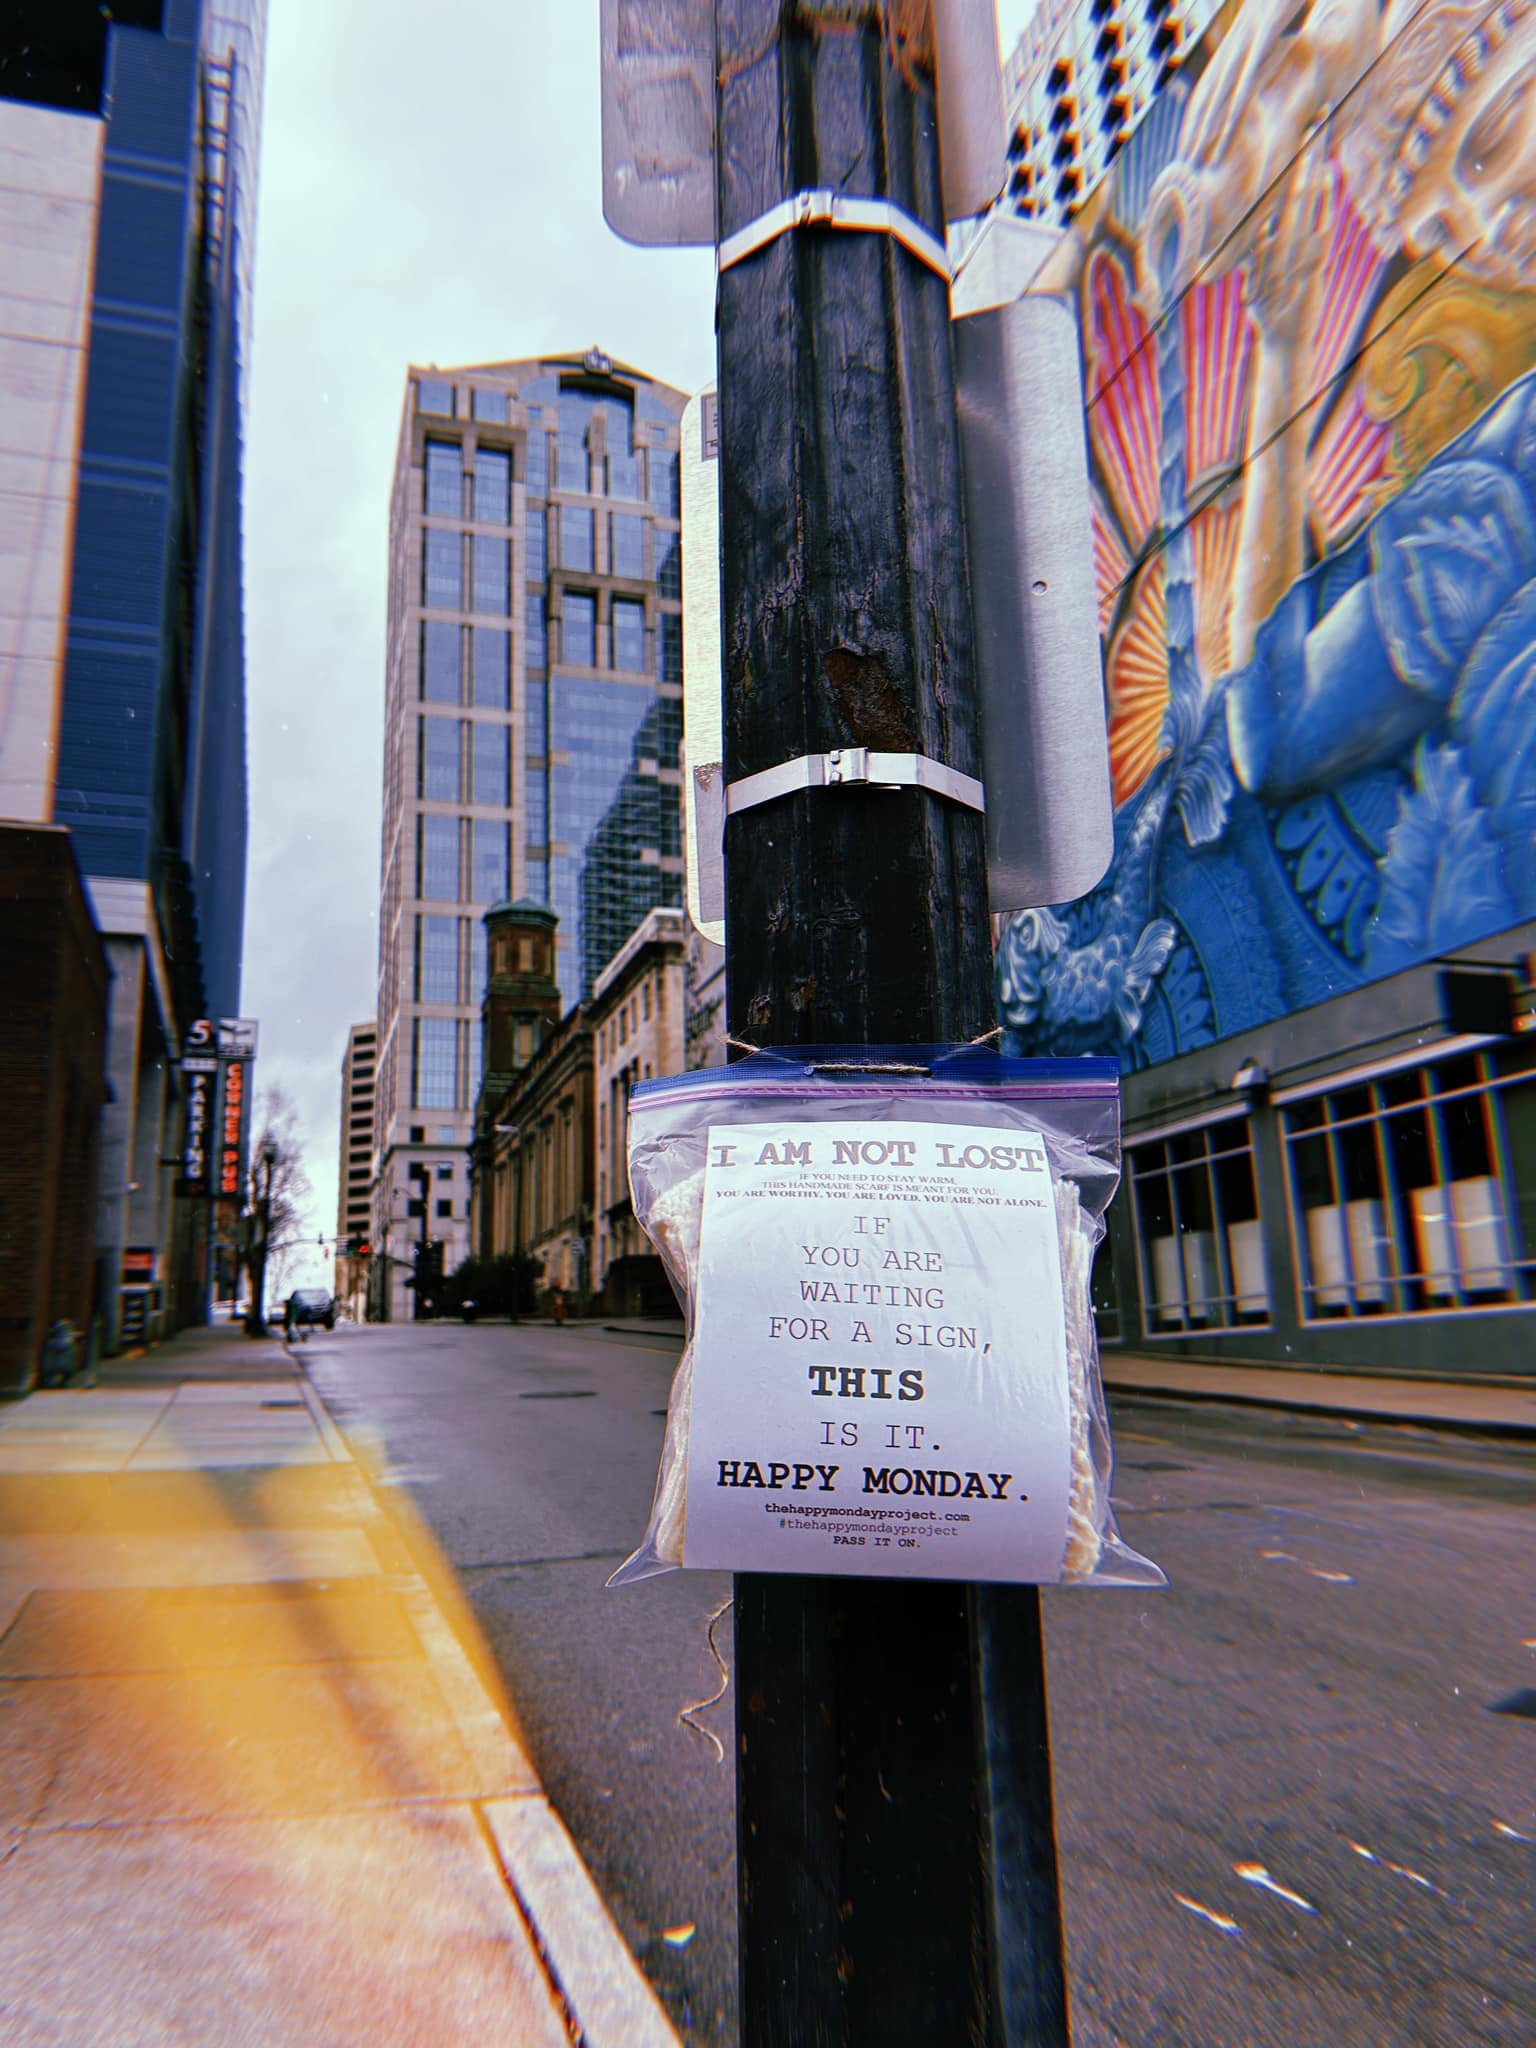 5
PARKING
CORNER PUB
I AM NOT LOST
IF YOU NEED TO STAY WARM,
THIS HANDMADE SCARF IS MEANT FOR YOU.
YOU ARE WORTHY. YOU ARE LOVED. YOU ARE NOT ALONE.
IF
YOU ARE
WAITING
FOR A SIGN,
THIS
IS IT.
HAPPY MONDAY.
thehappymondayproject.com
#thehappymondayproject
PASS IT ON.